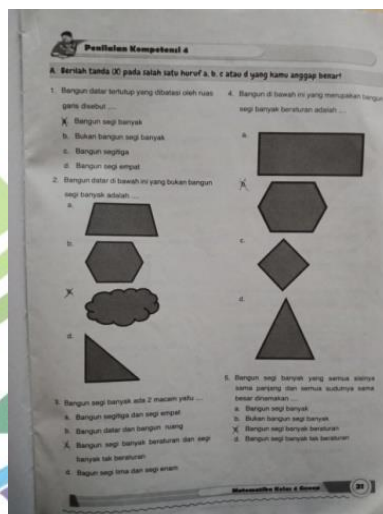 Penilaian Kompetensi 4
A. Berilah tanda (X) pada salah satu huruf a, b, c atau d yang kamu anggap benar!
1. Bangun datar tertutup yang dibatasi oleh ruas
garis disebut ....
a. Bangun segi banyak
b. Bukan bangun segi banyak
c. Bangun segitiga
d. Bangun segi empat
2. Bangun datar di bawah ini yang bukan bangun
segi banyak adalah ....
a.
b.
c.
d.
3. Bangun segi banyak ada 2 macam yaitu ....
a. Bangun segitiga dan segi empat
b. Bangun datar dan bangun ruang
c. Bangun segi banyak beraturan dan segi
banyak tak beraturan
d. Bagun segi lima dan segi enam
4. Bangun di bawah ini yang merupakan bangun
segi banyak beraturan adalah ....
a.
b.
c.
d.
5. Bangun segi banyak yang semua sisinya
sama panjang dan semua sudutnya sama
besar dinamakan ....
a. Bangun segi banyak
b. Bukan bangun segi banyak
c. Bangun segi banyak beraturan
d. Bangun segi banyak tak beraturan
Matematika Kelas 4 Genap